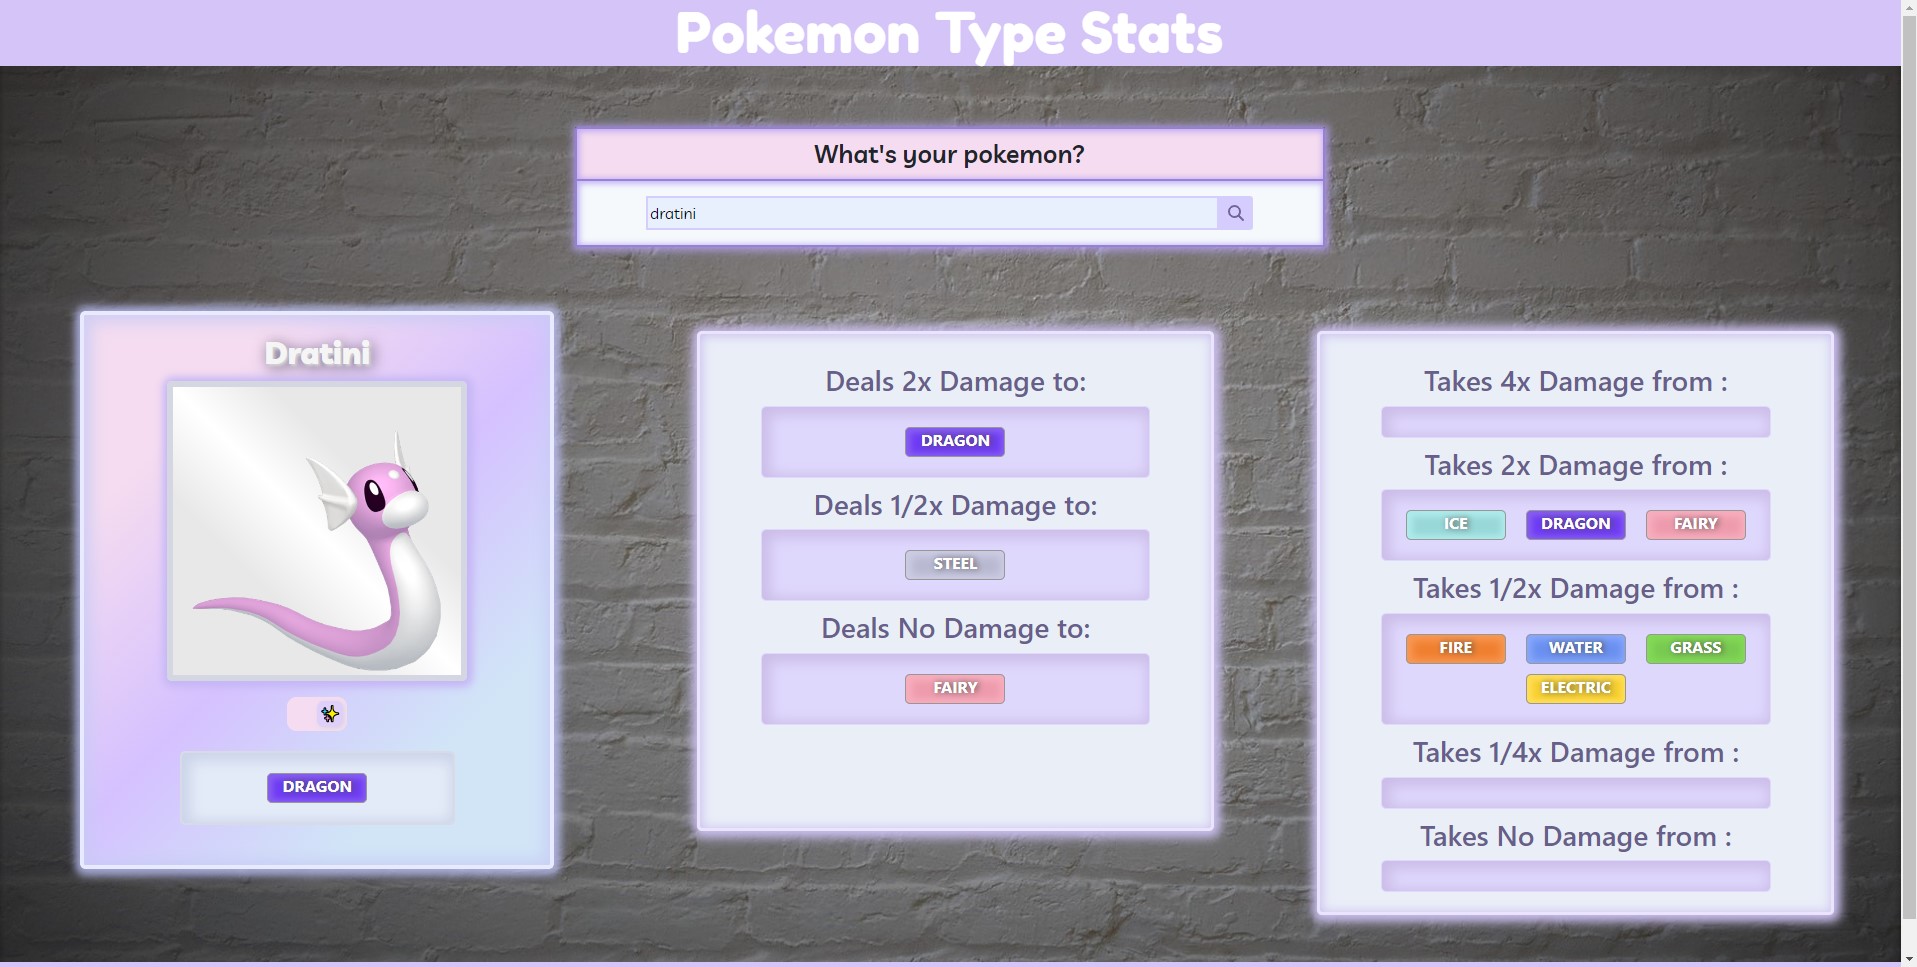 Pokemon Type Stats
What's your pokemon?
dratini
Dratini
DRAGON
Deals 2x Damage to:
DRAGON
Deals 1/2x Damage to:
STEEL
Deals No Damage to:
FAIRY
Takes 4x Damage from :
Takes 2x Damage from :
ICE DRAGON FAIRY
Takes 1/2x Damage from :
FIRE WATER GRASS
ELECTRIC
Takes 1/4x Damage from :
Takes No Damage from :